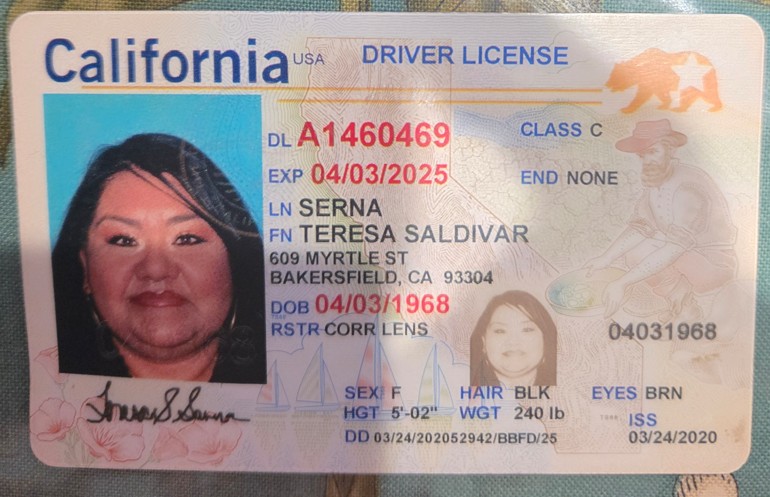 California USA DRIVER LICENSE
DL A1460469 CLASS C
EXP 04/03/2025 END NONE
LN SERNA
FN TERESA SALDIVAR
609 MYRTLE ST
BAKERSFIELD, CA 93304
DOB 04/03/1968
RSTR CORR LENS 04031968
SEX F HAIR BLK EYES BRN
HGT 5'-02" WGT 240 lb ISS
DD 03/24/202052942/BBFD/25 03/24/2020
Teresa S Serna